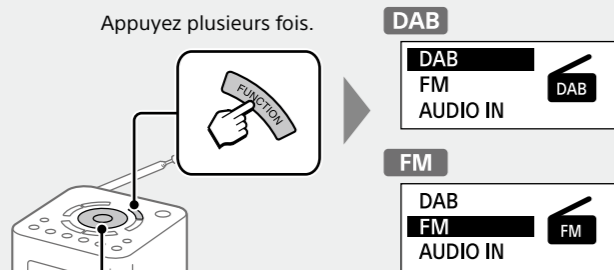 Appuyez plusieurs fois.
FUNCTION
DAB
DAB
FM
AUDIO IN
DAB
FM
DAB
FM
AUDIO IN
FM